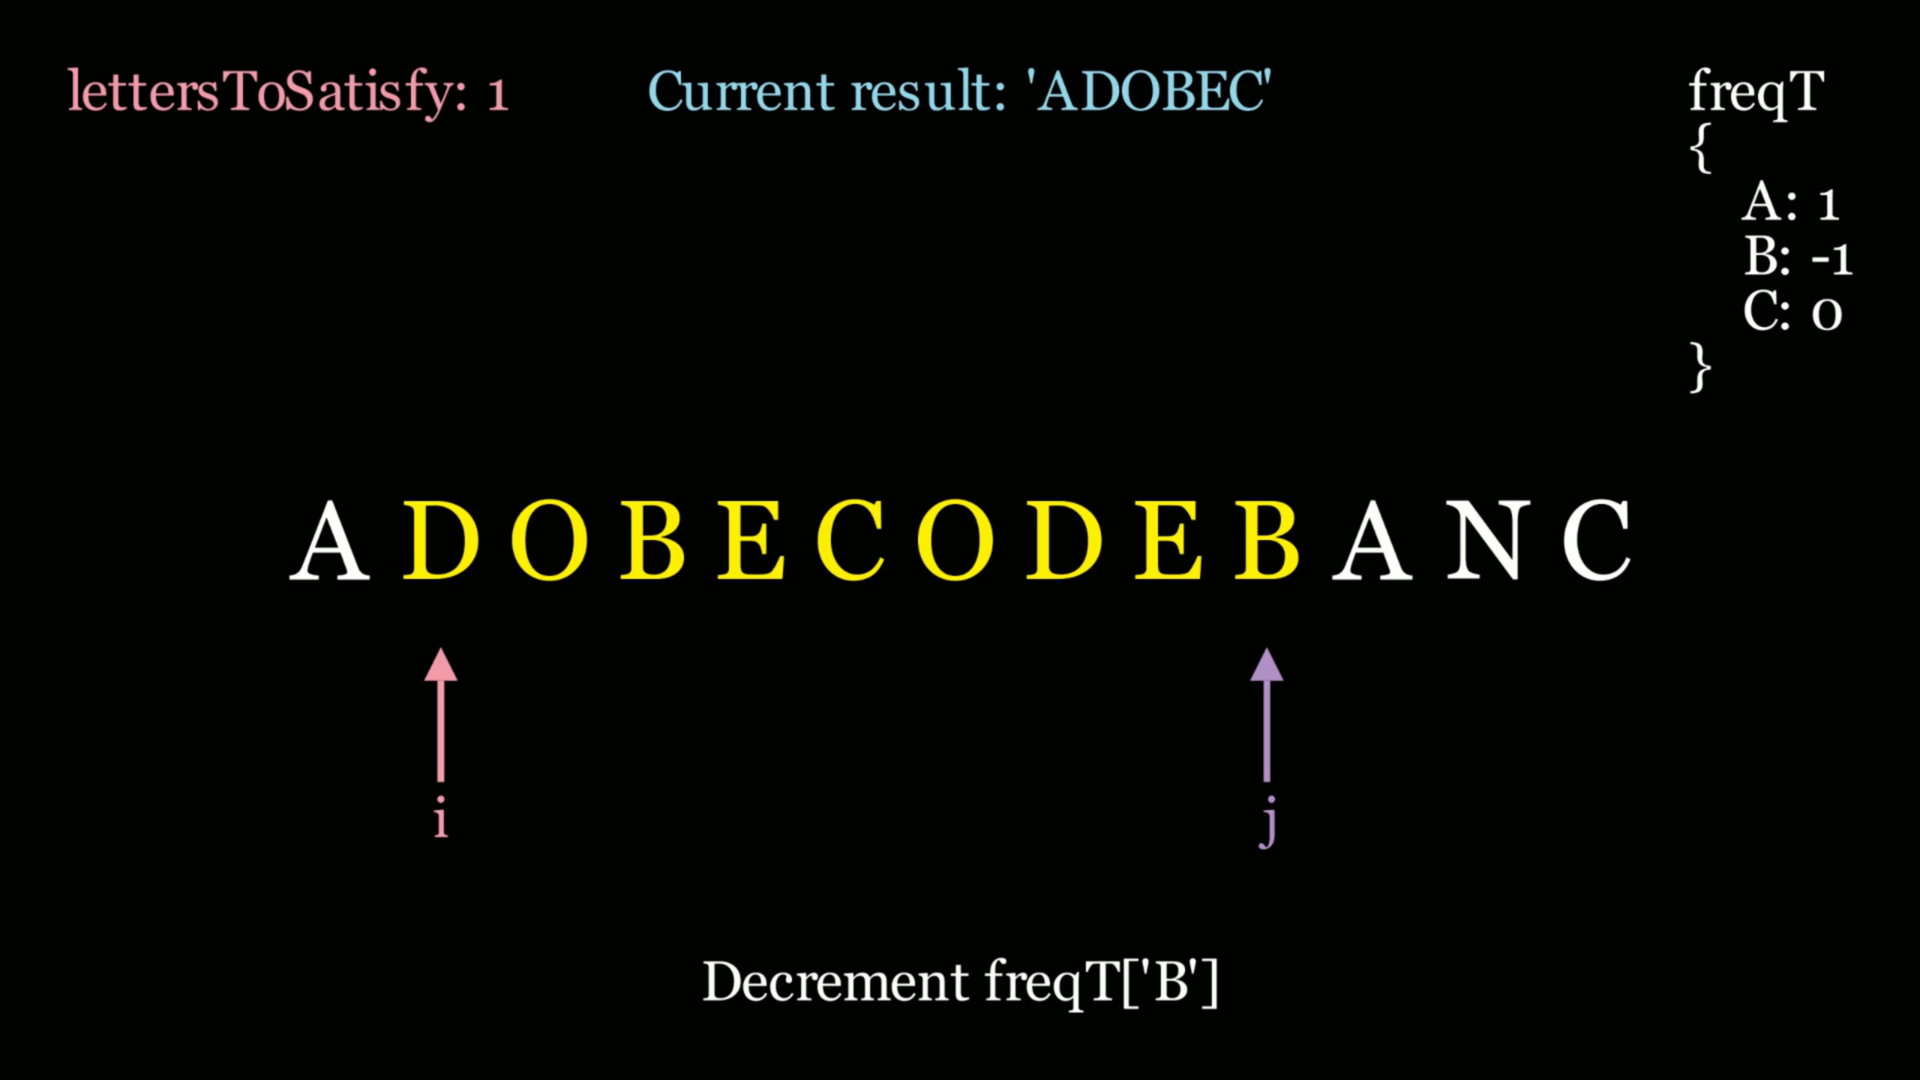 lettersToSatisfy: 1
Current result: 'ADOBEC'
freqT
{
A: 1
B: -1
C: 0
}
A D O B E C O D E B A N C
i
j
Decrement freqT['B']